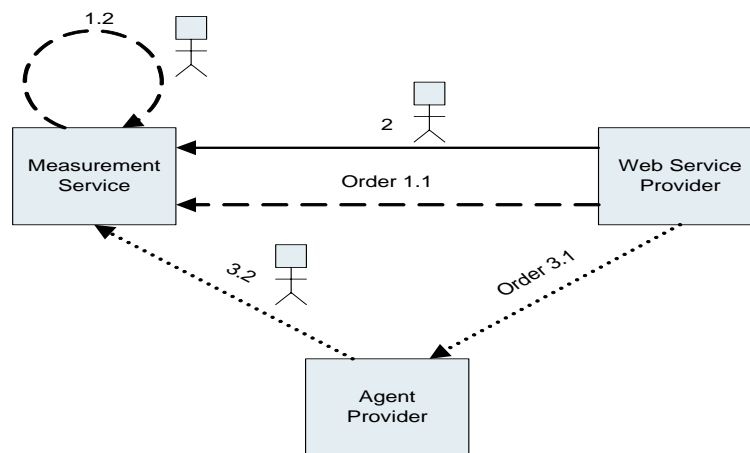 1.2
2
Measurement
Service
Web Service
Provider
Order 1.1
3.2
Order 3.1
Agent
Provider